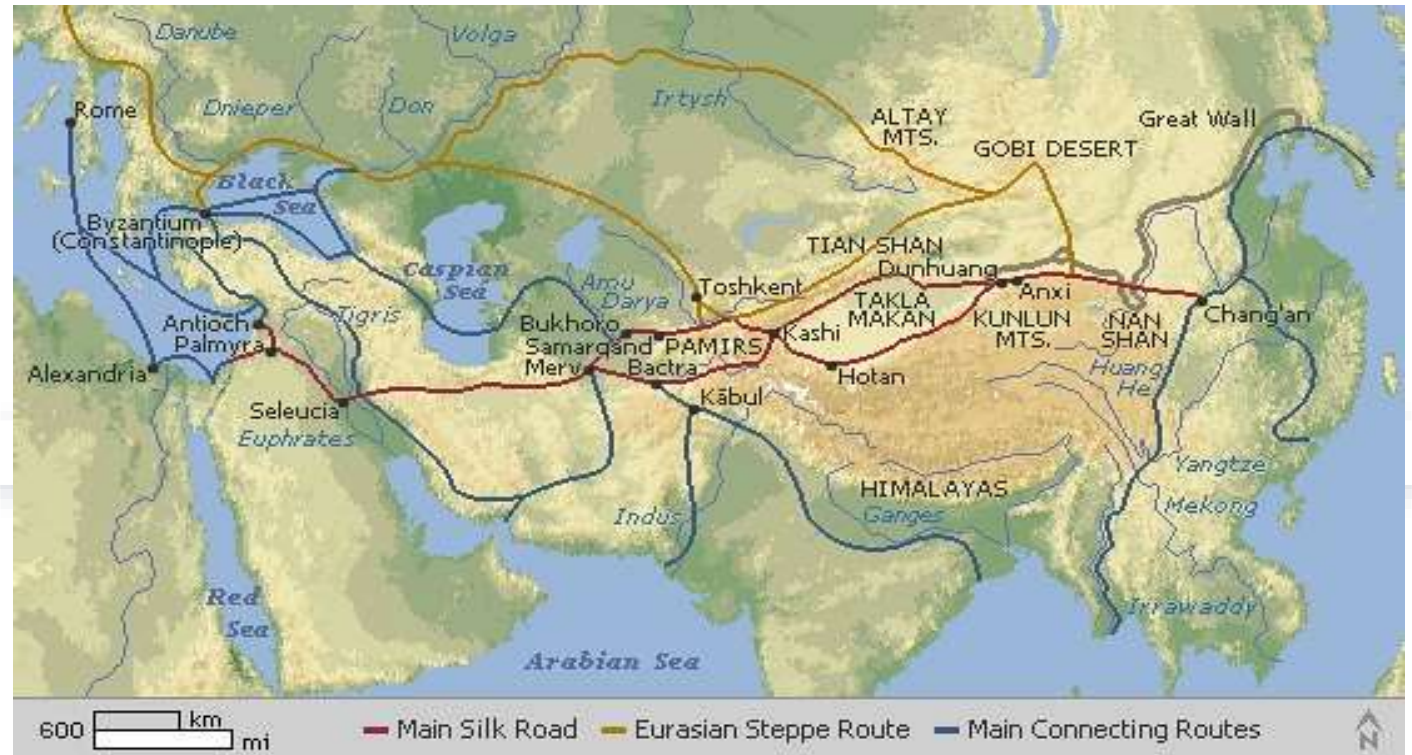 Danube
Volga
Rome
Dnieper
Don
Irtysh
ALTAY
MTS.
Great Wall
GOBI DESERT
Black
Sea
Byzantium
(Constantinople)
Caspian
Sea
TIAN SHAN
Dunhuang
Amu
Darya
Toshkent
Anxi
Tigris
TAKLA
MAKAN
KUNLUN
MTS.
NAN
SHAN
Chang'an
Antioch
Bukhoro
Kashi
Palmyra
Samarqand
PAMIRS
Alexandria
Merv
Bactra
Hotan
Huang
He
Seleucia
Kābul
Euphrates
Yangtze
HIMALAYAS
Indus
Ganges
Mekong
Red
Sea
Irrawaddy
Arabian Sea
600 km
mi
Main Silk Road
Eurasian Steppe Route
Main Connecting Routes
N